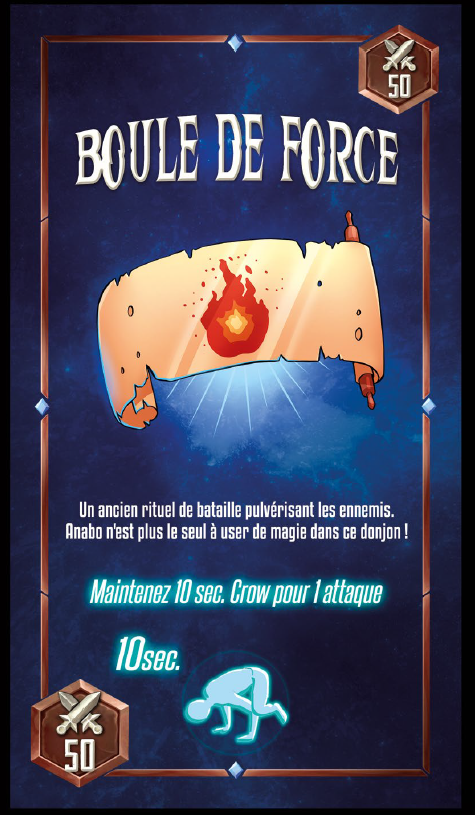 50
BOULE DE FORCE
Un ancien rituel de bataille pulvérisant les ennemis.
Anabo n'est plus le seul à user de magie dans ce donjon !
Maintenez 10 sec. Crow pour 1 attaque
10sec.
50